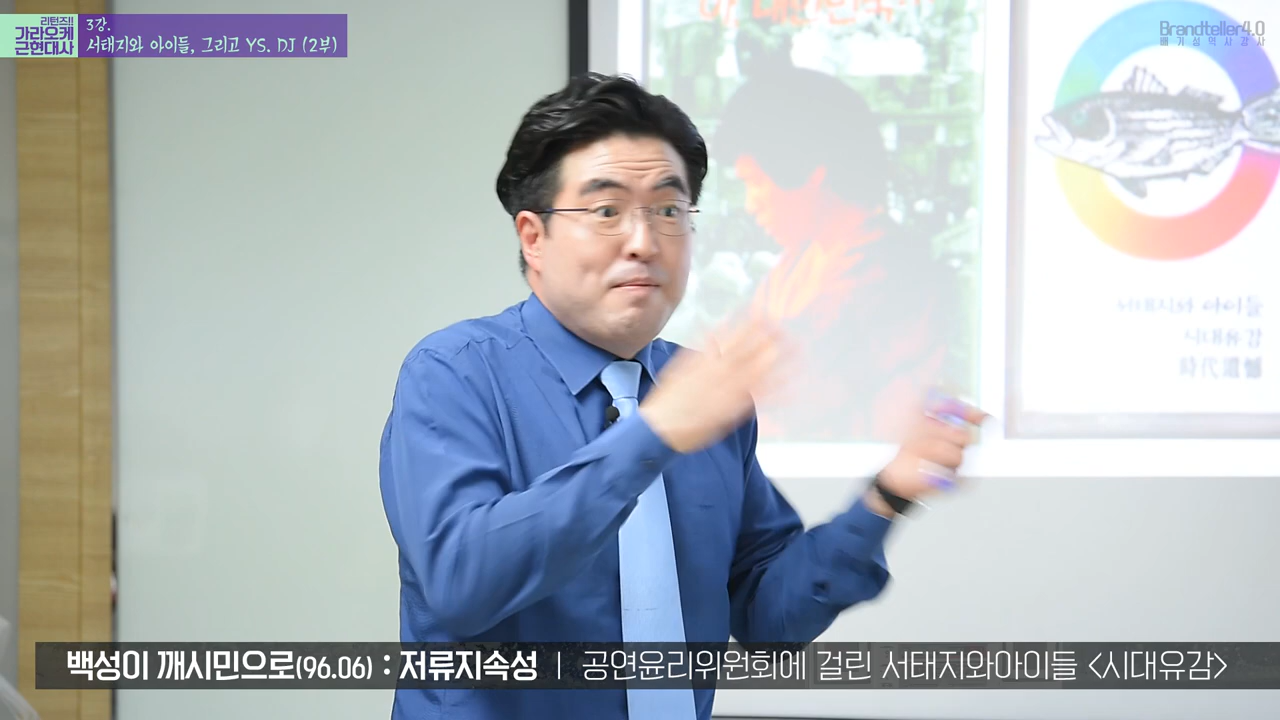 리턴즈!!
가라오케
근현대사
3강.
서태지와 아이들, 그리고 YS. DJ (2부)
Brandteller4.0
배기성역사강사
서태지와 아이들
시대유감
時代遺憾
백성이 깨시민으로(96.06) : 저류지속성 | 공연윤리위원회에 걸린 서태지와아이들 <시대유감>